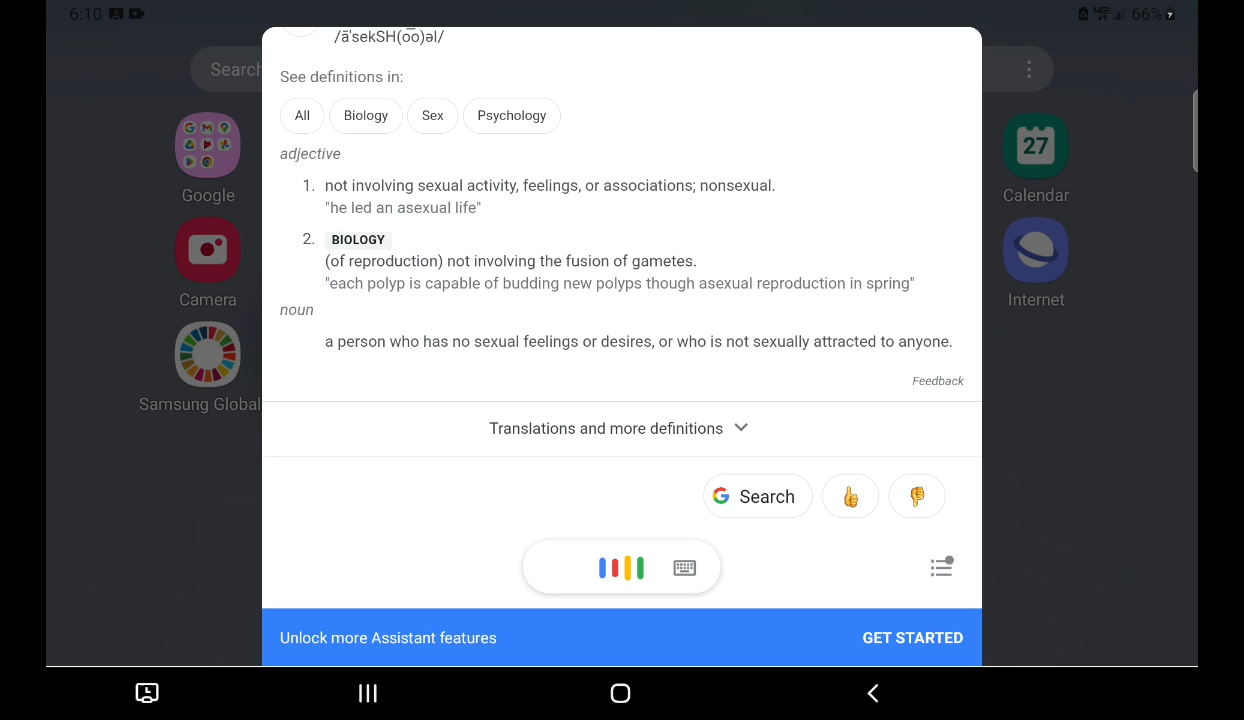 6:10
66%
/āˈsekSH(o͞o)əl/
Search
See definitions in:
All Biology Sex Psychology
adjective
1. not involving sexual activity, feelings, or associations; nonsexual.
"he led an asexual life"
2. BIOLOGY
(of reproduction) not involving the fusion of gametes.
"each polyp is capable of budding new polyps though asexual reproduction in spring"
noun
a person who has no sexual feelings or desires, or who is not sexually attracted to anyone.
Feedback
Translations and more definitions
Search
Unlock more Assistant features GET STARTED
Google
Camera
Samsung Global
27
Calendar
Internet